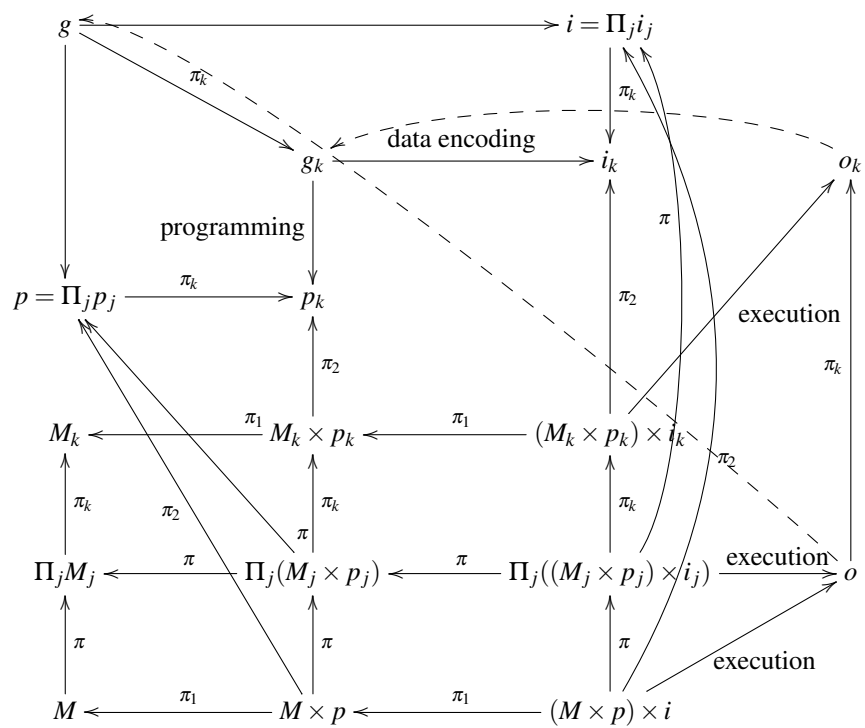 g i = Π_j i_j
π_k π_k
g_k data encoding i_k o_k
programming π
p = Π_j p_j π_k p_k π_2 execution
π_2 π_k
M_k π_1 M_k × p_k π_1 (M_k × p_k) × i_k
π_2
π_k π_2 π_k π_k
π
Π_j M_j π Π_j(M_j × p_j) π Π_j((M_j × p_j) × i_j) execution o
π π π execution
M π_1 M × p π_1 (M × p) × i